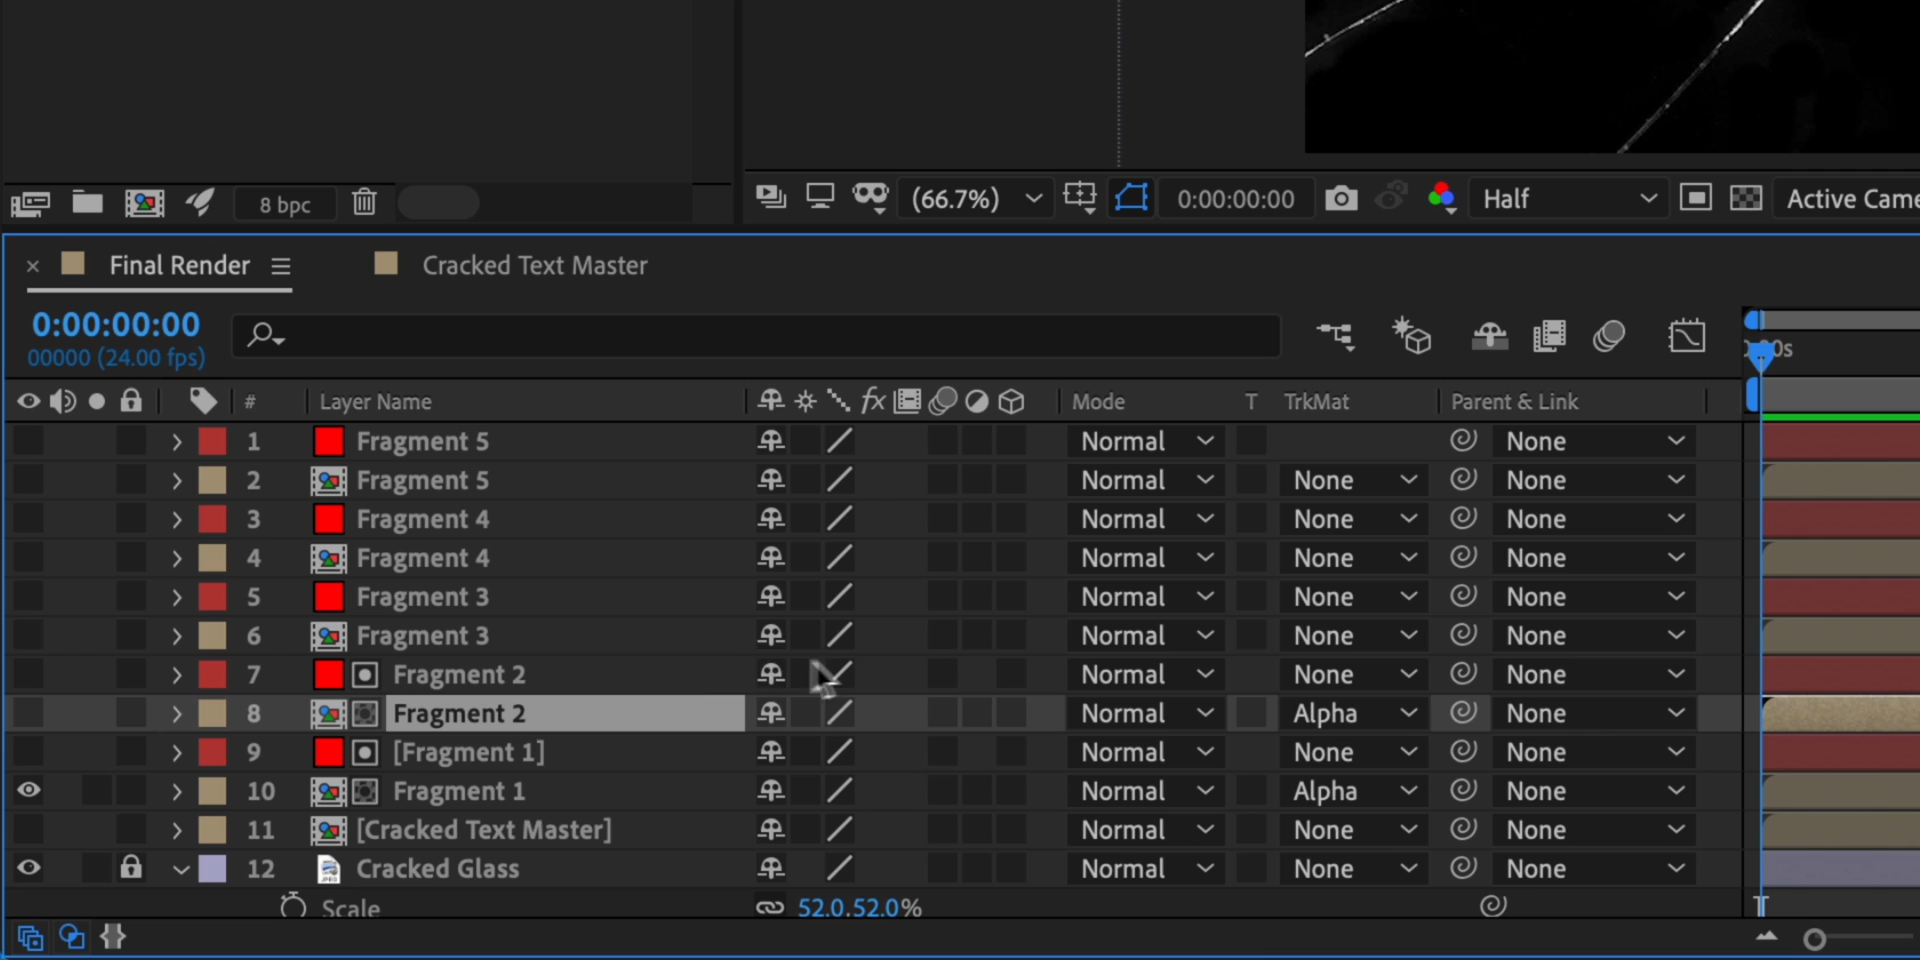 8 bpc
(66.7%) 0:00:00:00 Half Active Came
Final Render Cracked Text Master
0:00:00:00
00000 (24.00 fps)
# Layer Name fx Mode T TrkMat Parent & Link
1 Fragment 5 Normal None
2 Fragment 5 Normal None None
3 Fragment 4 Normal None None
4 Fragment 4 Normal None None
5 Fragment 3 Normal None None
6 Fragment 3 Normal None None
7 Fragment 2 Normal None None
8 Fragment 2 Normal Alpha None
9 [Fragment 1] Normal None None
10 Fragment 1 Normal Alpha None
11 [Cracked Text Master] Normal None None
12 Cracked Glass Normal None None
Scale 52.0,52.0%